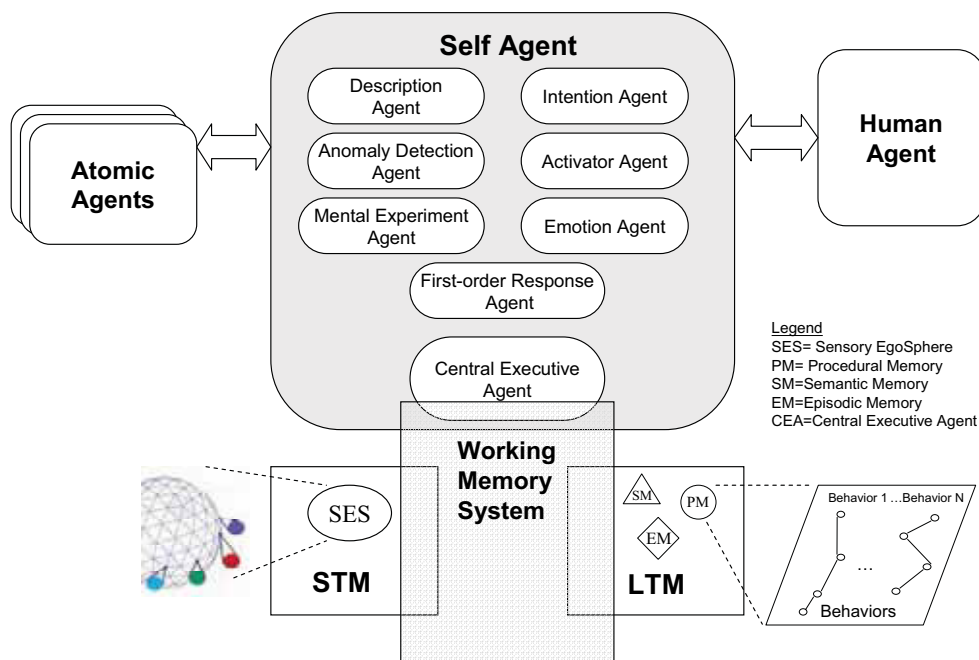 Self Agent
Description
Agent
Intention Agent
Anomaly Detection
Agent
Activator Agent
Mental Experiment
Agent
Emotion Agent
First-order Response
Agent
Central Executive
Agent
Atomic
Agents
Human
Agent
Legend
SES= Sensory EgoSphere
PM= Procedural Memory
SM=Semantic Memory
EM=Episodic Memory
CEA=Central Executive Agent
Working
Memory
System
SES
STM
SM
PM
EM
LTM
Behavior 1 ...Behavior N
...
Behaviors